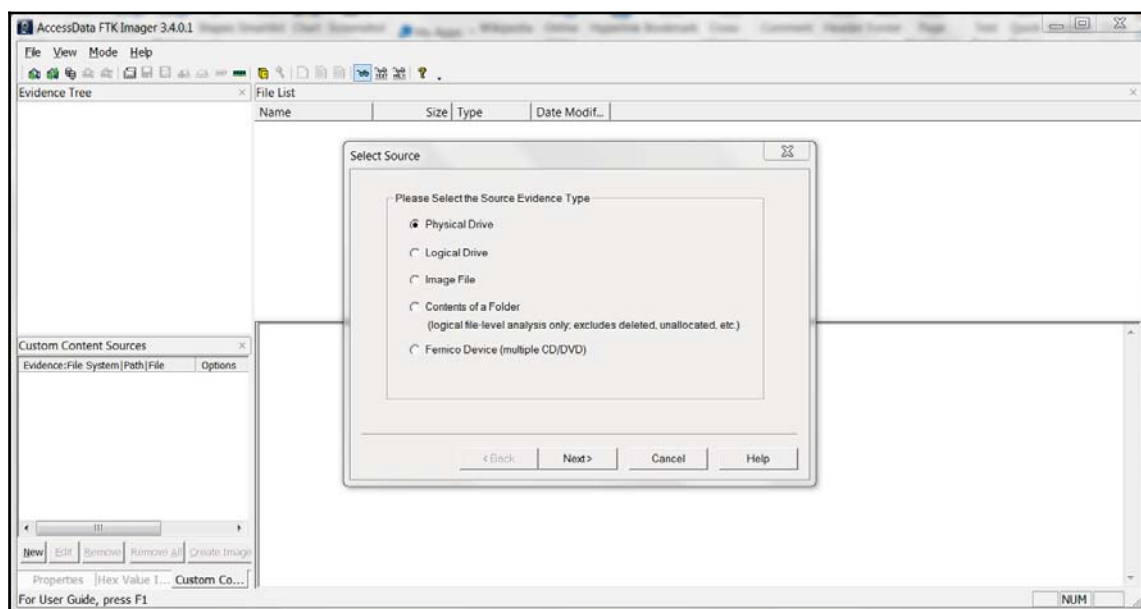 AccessData FTK Imager 3.4.0.1
File View Mode Help
Evidence Tree
File List
Name Size Type Date Modif...
Select Source
Please Select the Source Evidence Type
Physical Drive
Logical Drive
Image File
Contents of a Folder
(logical file-level analysis only; excludes deleted, unallocated, etc.)
Fernico Device (multiple CD/DVD)
< Back Next > Cancel Help
Custom Content Sources
Evidence:File System|Path|File Options
New Edit Remove Remove All Create Image
Properties Hex Value I... Custom Co...
For User Guide, press F1
NUM